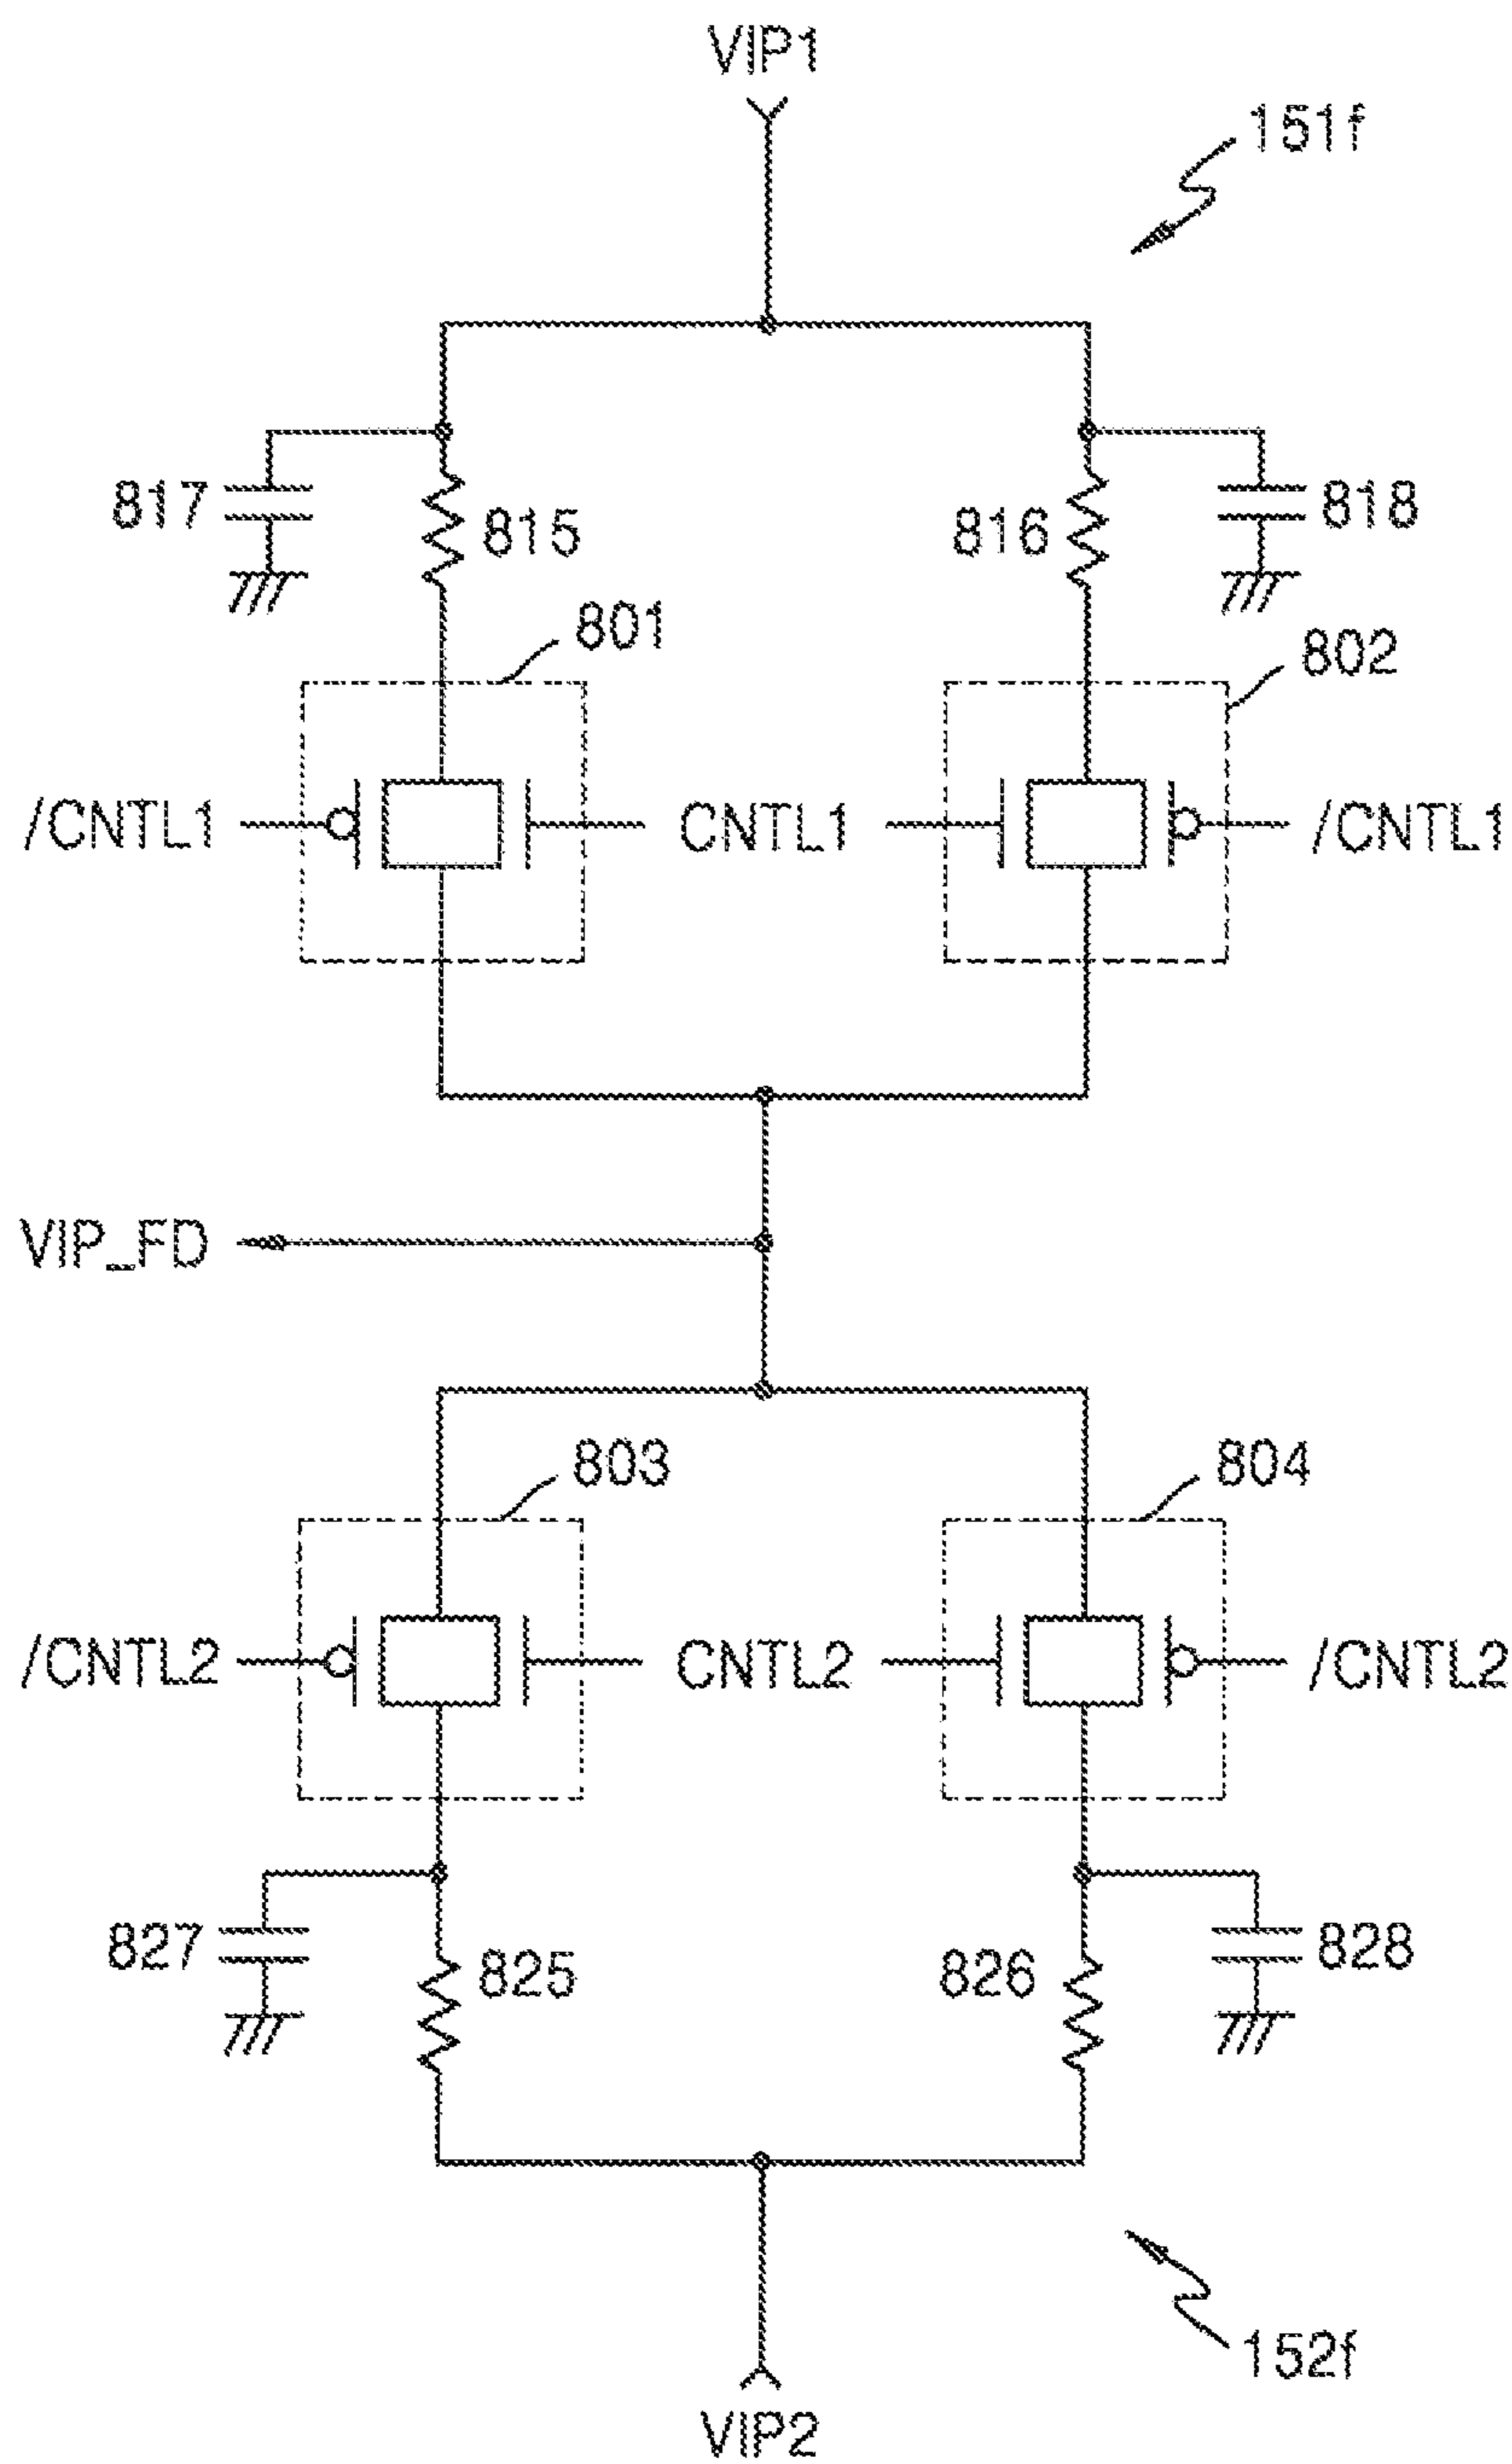 VIP1
151f
817
815
816
818
801
802
/CNTL1
CNTL1
/CNTL1
VIP_FD
803
804
/CNTL2
CNTL2
/CNTL2
827
825
826
828
152f
VIP2